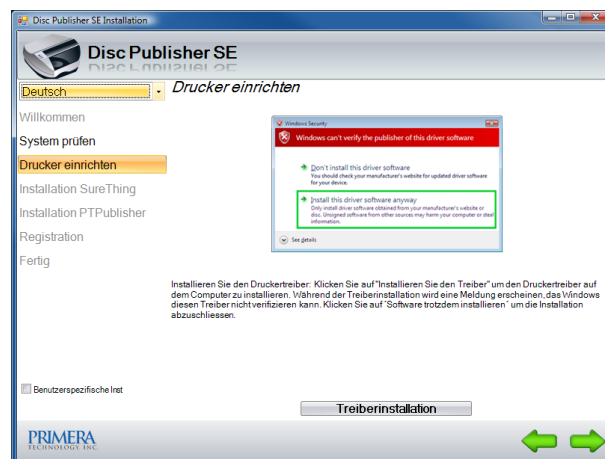 Disc Publisher SE Installation
Disc Publisher SE
Deutsch
Drucker einrichten
Willkommen
System prüfen
Drucker einrichten
Installation SureThing
Installation PTPublisher
Registration
Fertig
Windows Security
Windows can't verify the publisher of this driver software
Don't install this driver software
You should check your manufacturer's website for updated driver software
for your device.
Install this driver software anyway
Only install driver software obtained from your manufacturer's website or
disc. Unsigned software from other sources may harm your computer or steal
information.
See details
Installieren Sie den Druckertreiber: Klicken Sie auf "Installieren Sie den Treiber" um den Druckertreiber auf
dem Computer zu installieren. Während der Treiberinstallation wird eine Meldung erscheinen, das Windows
diesen Treiber nicht verifizieren kann. Klicken Sie auf "Software trotzdem installieren" um die Installation
abzuschliessen.
Benutzerspezifische Inst
Treiberinstallation
PRIMERA
TECHNOLOGY, INC.